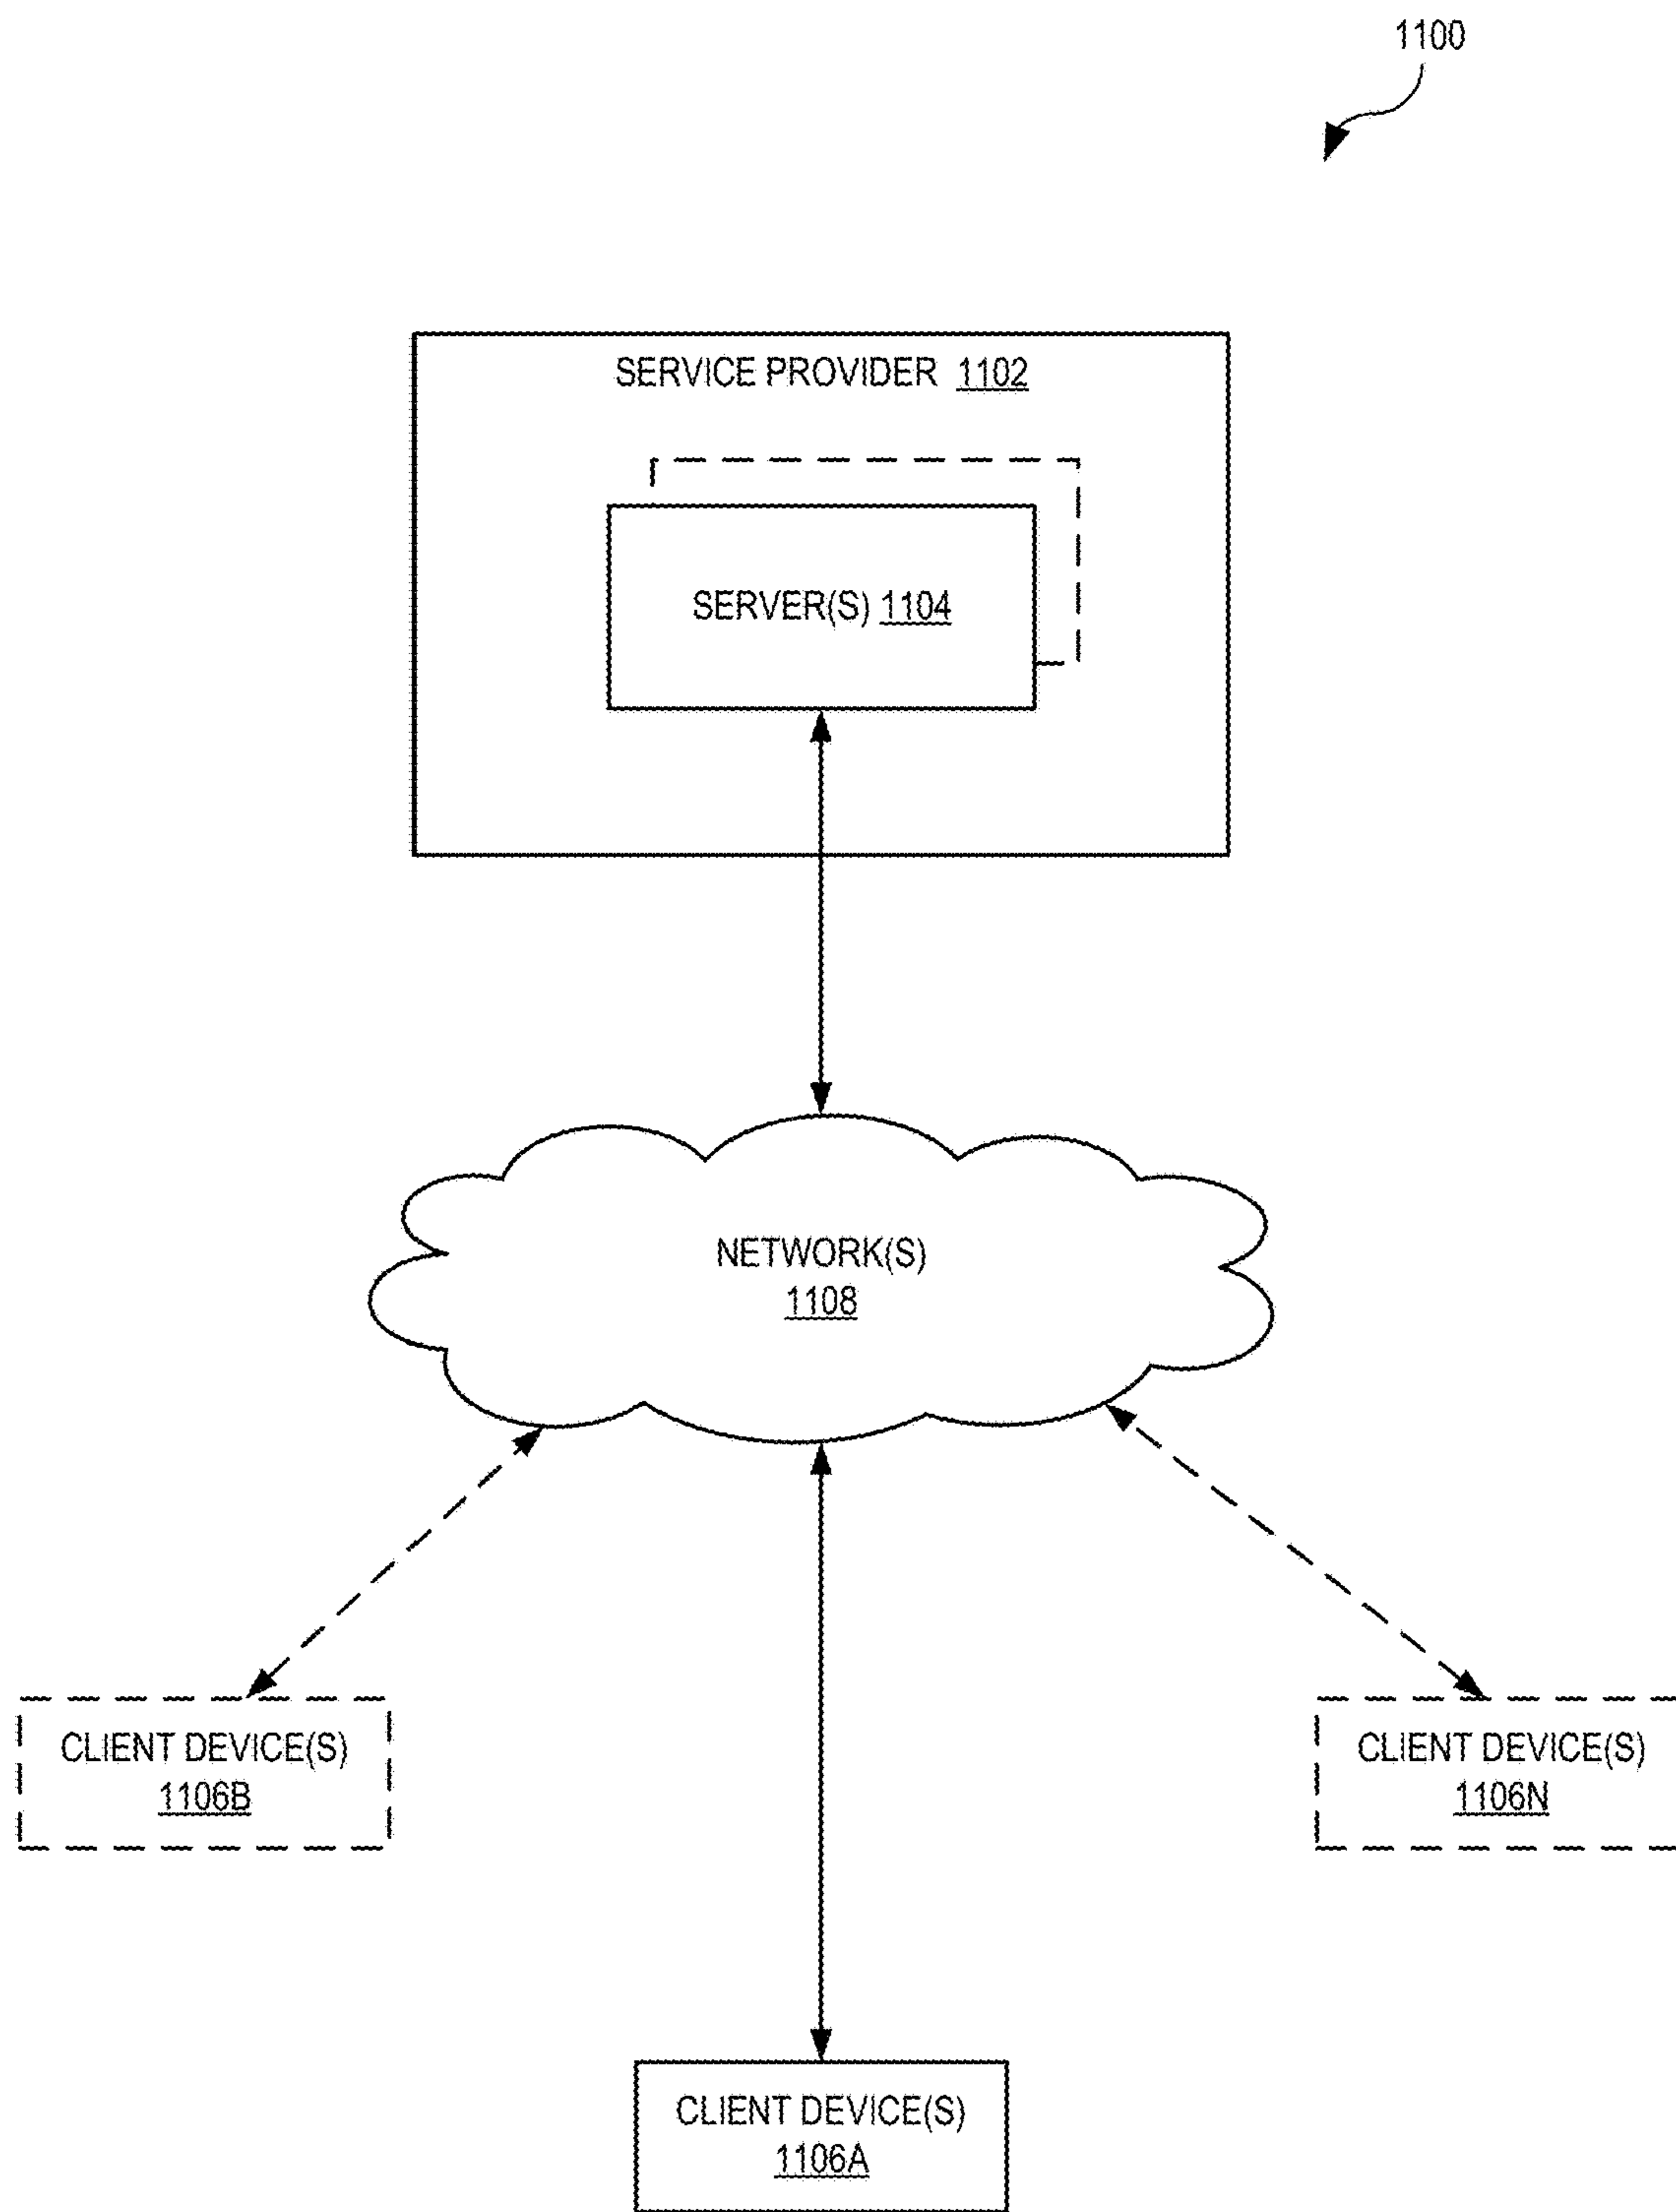 1100
SERVICE PROVIDER 1102
SERVER(S) 1104
NETWORK(S)
1108
CLIENT DEVICE(S)
1106B
CLIENT DEVICE(S)
1106N
CLIENT DEVICE(S)
1106A